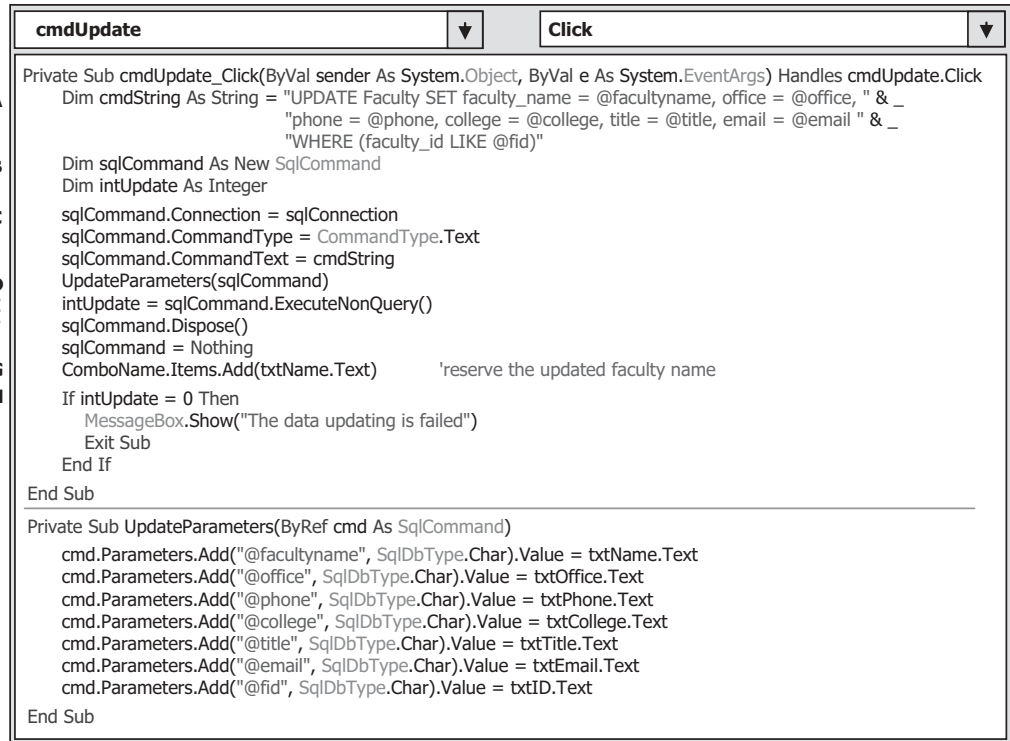 cmdUpdate
Click
Private Sub cmdUpdate_Click(ByVal sender As System.Object, ByVal e As System.EventArgs) Handles cmdUpdate.Click
Dim cmdString As String = "UPDATE Faculty SET faculty_name = @facultyname, office = @office, " & _
"phone = @phone, college = @college, title = @title, email = @email " & _
"WHERE (faculty_id LIKE @fid)"
Dim sqlCommand As New SqlCommand
Dim intUpdate As Integer
sqlCommand.Connection = sqlConnection
sqlCommand.CommandType = CommandType.Text
sqlCommand.CommandText = cmdString
UpdateParameters(sqlCommand)
intUpdate = sqlCommand.ExecuteNonQuery()
sqlCommand.Dispose()
sqlCommand = Nothing
ComboName.Items.Add(txtName.Text) 'reserve the updated faculty name
If intUpdate = 0 Then
MessageBox.Show("The data updating is failed")
Exit Sub
End If
End Sub
Private Sub UpdateParameters(ByRef cmd As SqlCommand)
cmd.Parameters.Add("@facultyname", SqlDbType.Char).Value = txtName.Text
cmd.Parameters.Add("@office", SqlDbType.Char).Value = txtOffice.Text
cmd.Parameters.Add("@phone", SqlDbType.Char).Value = txtPhone.Text
cmd.Parameters.Add("@college", SqlDbType.Char).Value = txtCollege.Text
cmd.Parameters.Add("@title", SqlDbType.Char).Value = txtTitle.Text
cmd.Parameters.Add("@email", SqlDbType.Char).Value = txtEmail.Text
cmd.Parameters.Add("@fid", SqlDbType.Char).Value = txtID.Text
End Sub